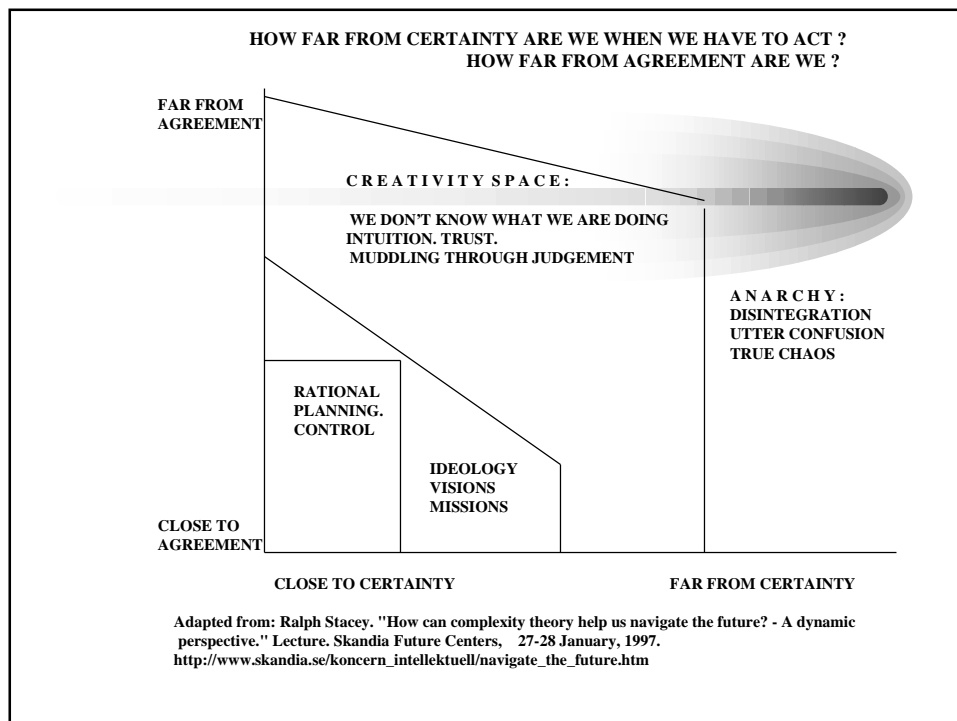 HOW FAR FROM CERTAINTY ARE WE WHEN WE HAVE TO ACT ?
HOW FAR FROM AGREEMENT ARE WE ?
FAR FROM
AGREEMENT
C R E A T I V I T Y  S P A C E :
WE DON'T KNOW WHAT WE ARE DOING
INTUITION. TRUST.
MUDDLING THROUGH JUDGEMENT
A N A R C H Y :
DISINTEGRATION
UTTER CONFUSION
TRUE CHAOS
RATIONAL
PLANNING.
CONTROL
IDEOLOGY
VISIONS
MISSIONS
CLOSE TO
AGREEMENT
CLOSE TO CERTAINTY
FAR FROM CERTAINTY
Adapted from: Ralph Stacey. "How can complexity theory help us navigate the future? - A dynamic
perspective." Lecture. Skandia Future Centers, 27-28 January, 1997.
http://www.skandia.se/koncern_intellektuell/navigate_the_future.htm